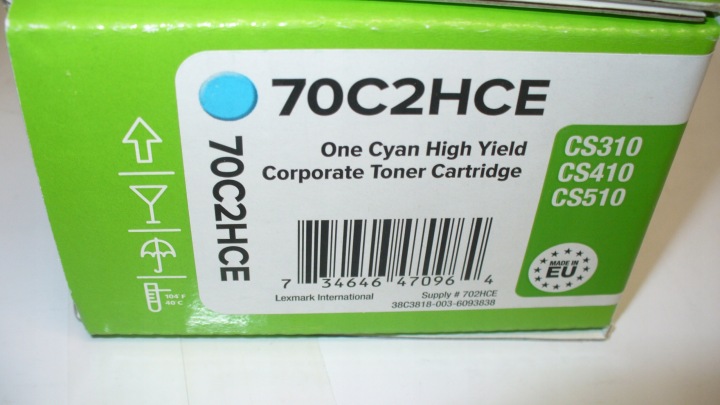 70C2HCE
70C2HCE
One Cyan High Yield
Corporate Toner Cartridge
CS310
CS410
CS510
MADE IN
EU
7 34646 47096 4
Lexmark International
Supply # 702HCE
38C3818-003-6093838
104 F
40 C